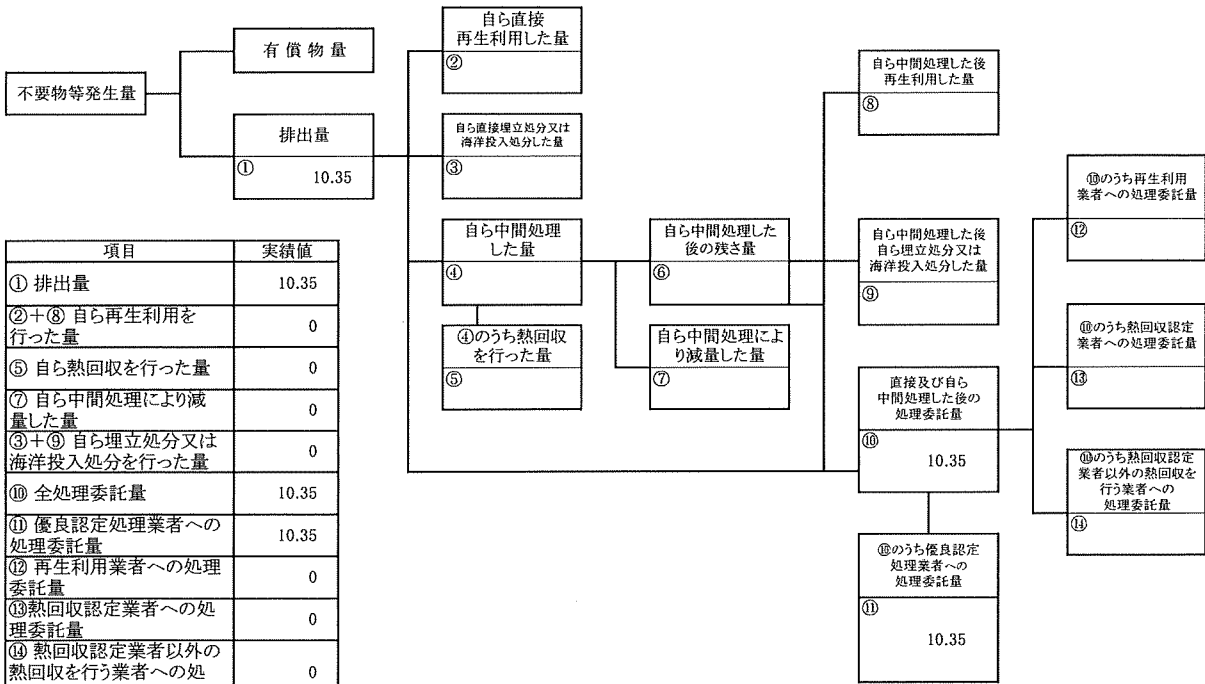 不要物等発生量
有償物量
排出量
① 10.35
自ら直接
再生利用した量
②
自ら直接埋立処分又は
海洋投入処分した量
③
自ら中間処理
した量
④
④のうち熱回収
を行った量
⑤
自ら中間処理した
後の残さ量
⑥
自ら中間処理によ
り減量した量
⑦
自ら中間処理した後
再生利用した量
⑧
自ら中間処理した後
自ら埋立処分又は
海洋投入処分した量
⑨
直接及び自ら
中間処理した後の
処理委託量
⑩
10.35
⑩のうち優良認定
処理業者への
処理委託量
⑪
10.35
⑩のうち再生利用
業者への処理委託量
⑫
⑩のうち熱回収認定
業者への処理委託量
⑬
⑩のうち熱回収認定
業者以外の熱回収を
行う業者への
処理委託量
⑭
項目 実績値
① 排出量 10.35
②+⑧ 自ら再生利用を
行った量 0
⑤ 自ら熱回収を行った量 0
⑦ 自ら中間処理により減
量した量 0
③+⑨ 自ら埋立処分又は
海洋投入処分を行った量 0
⑩ 全処理委託量 10.35
⑪ 優良認定処理業者への
処理委託量 10.35
⑫ 再生利用業者への処理
委託量 0
⑬熱回収認定業者への処
理委託量 0
⑭ 熱回収認定業者以外の
熱回収を行う業者への処 0